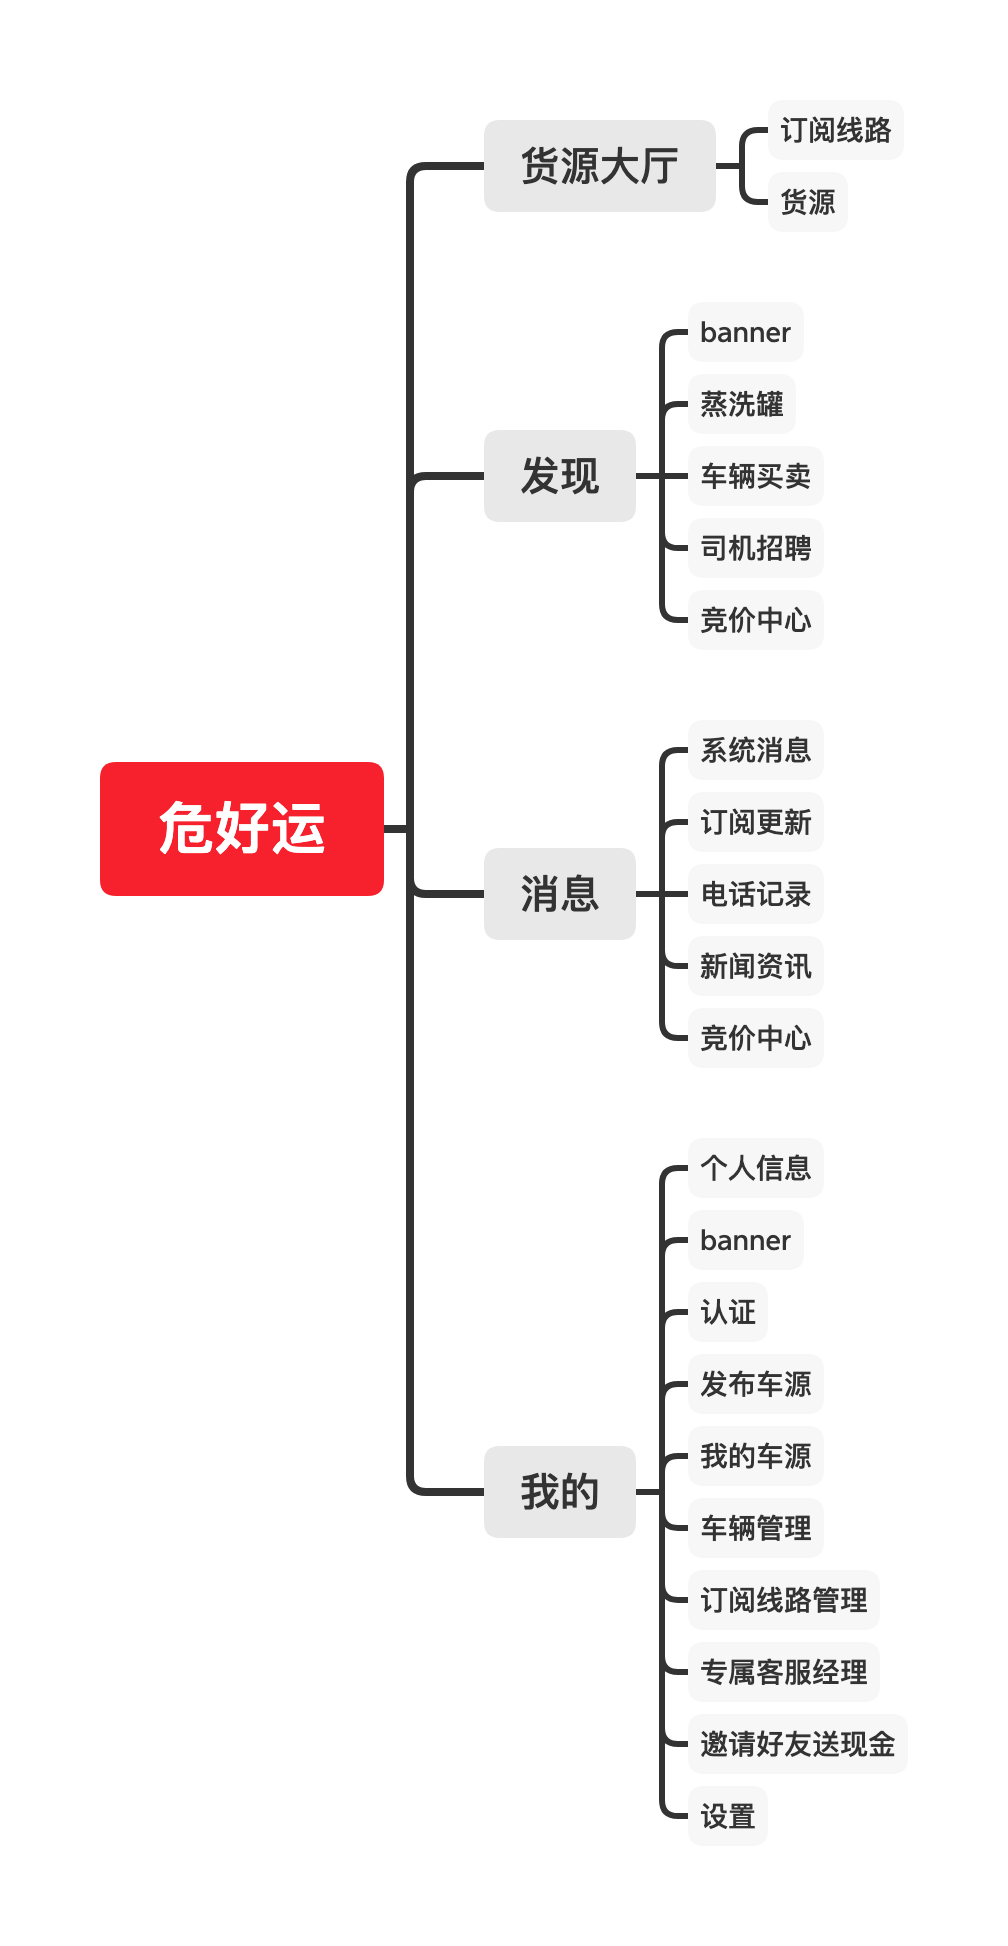 危好运
货源大厅
订阅线路
货源
发现
banner
蒸洗罐
车辆买卖
司机招聘
竞价中心
消息
系统消息
订阅更新
电话记录
新闻资讯
竞价中心
我的
个人信息
banner
认证
发布车源
我的车源
车辆管理
订阅线路管理
专属客服经理
邀请好友送现金
设置